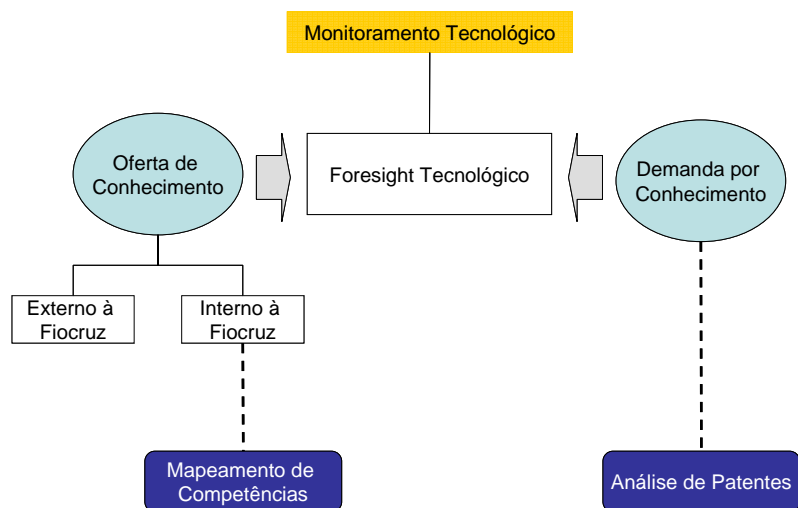 Monitoramento Tecnológico
Oferta de
Conhecimento
Foresight Tecnológico
Demanda por
Conhecimento
Externo à
Fiocruz
Interno à
Fiocruz
Mapeamento de
Competências
Análise de Patentes